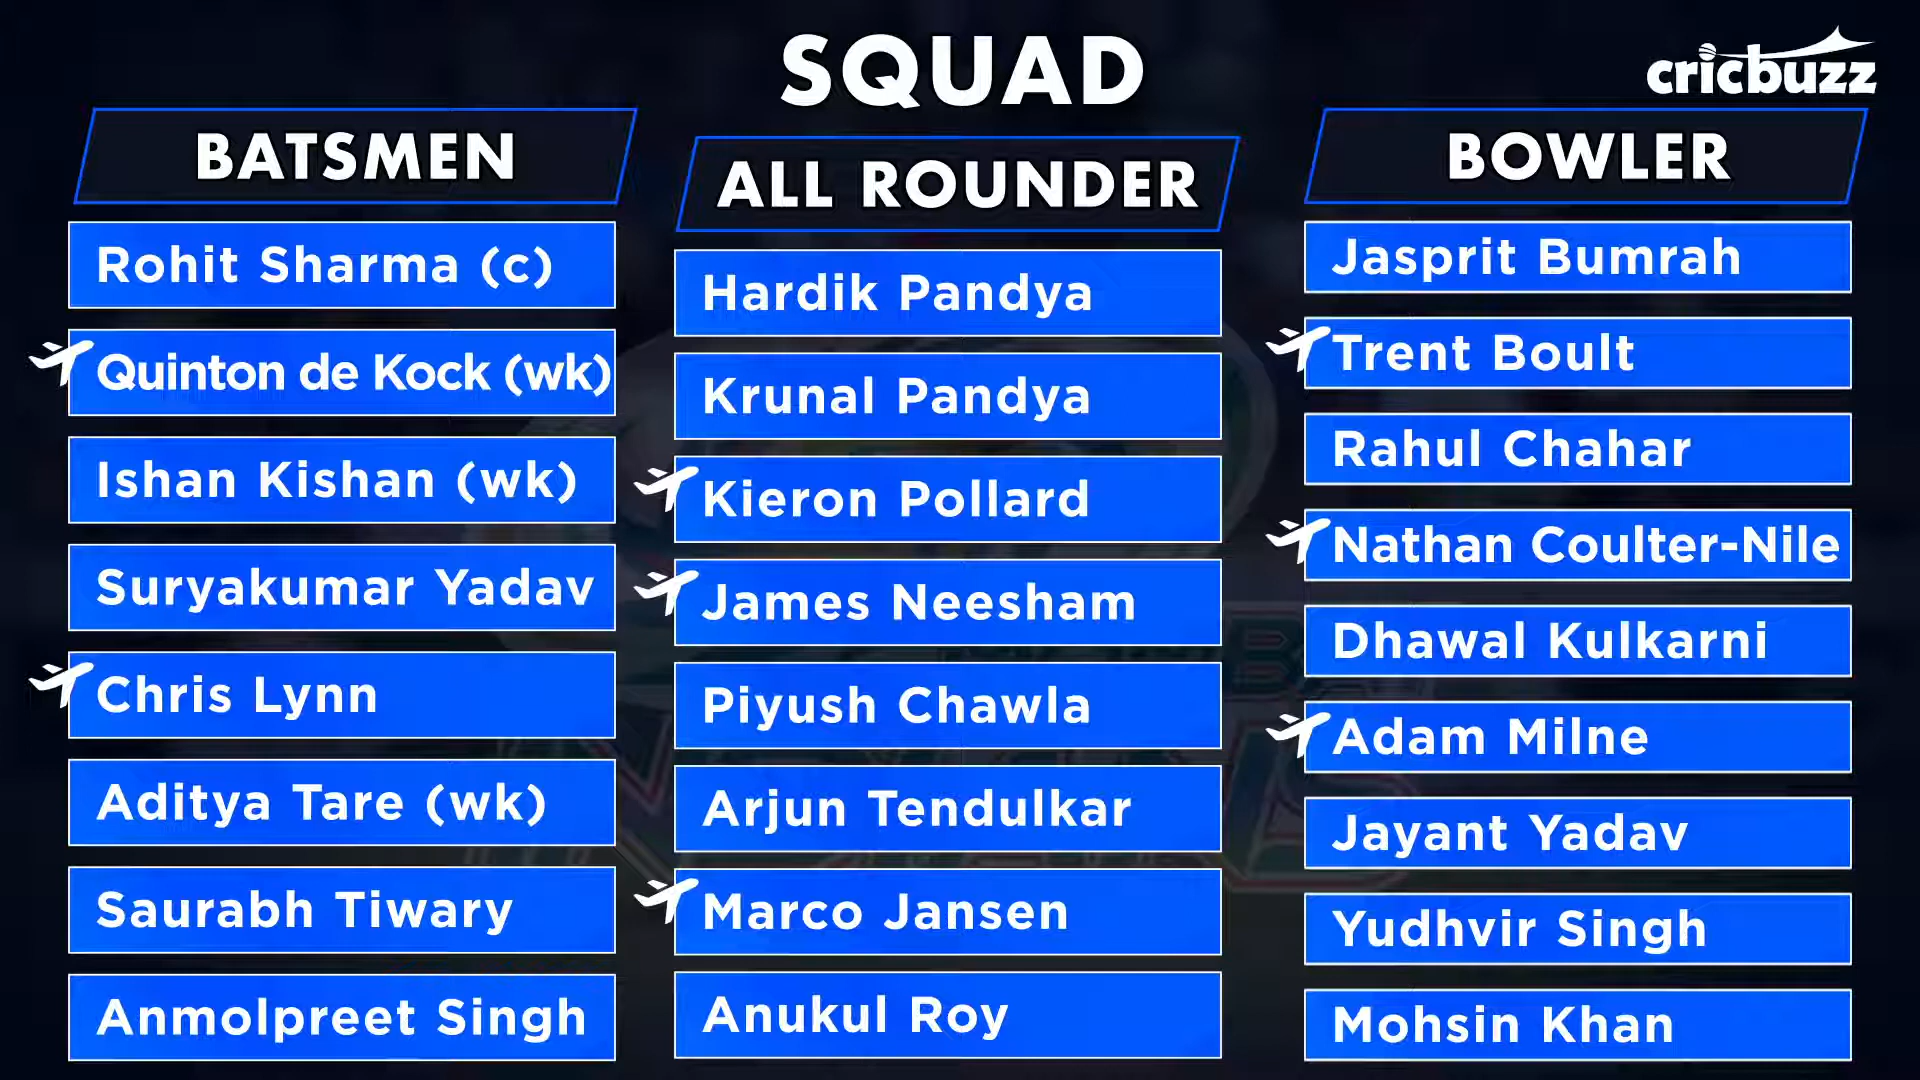 SQUAD
cricbuzz
BATSMEN
Rohit Sharma (c)
Quinton de Kock (wk)
Ishan Kishan (wk)
Suryakumar Yadav
Chris Lynn
Aditya Tare (wk)
Saurabh Tiwary
Anmolpreet Singh
ALL ROUNDER
Hardik Pandya
Krunal Pandya
Kieron Pollard
James Neesham
Piyush Chawla
Arjun Tendulkar
Marco Jansen
Anukul Roy
BOWLER
Jasprit Bumrah
Trent Boult
Rahul Chahar
Nathan Coulter-Nile
Dhawal Kulkarni
Adam Milne
Jayant Yadav
Yudhvir Singh
Mohsin Khan